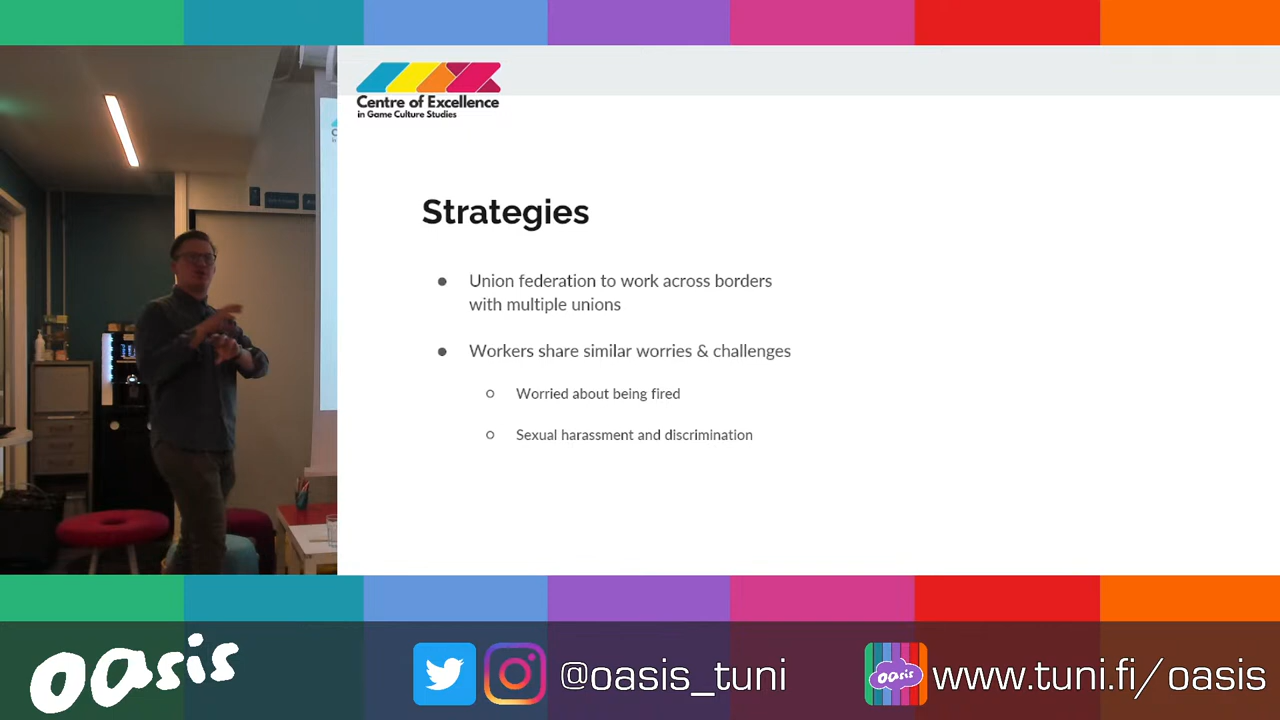 Centre of Excellence
in Game Culture Studies
Strategies
Union federation to work across borders
with multiple unions
Workers share similar worries & challenges
Worried about being fired
Sexual harassment and discrimination
oasis
@oasis_tuni
oasis
www.tuni.fi/oasis